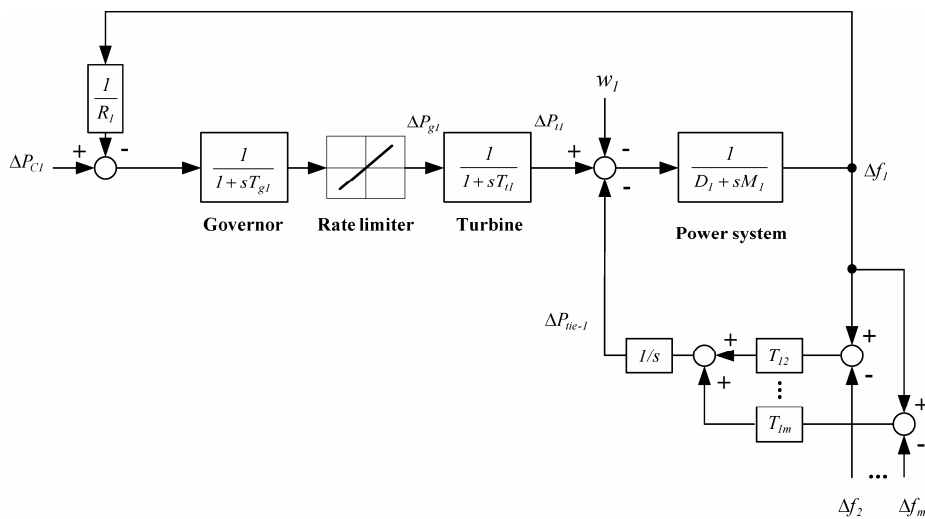 1
R1
w1
ΔPg1
ΔPt1
ΔPC1
+
-
1
1+sTg1
1
1+sTt1
+
-
-
1
D1+sM1
Δf1
Governor
Rate limiter
Turbine
Power system
ΔPtie-1
1/s
+
+
T12
+
-
T1m
+
-
Δf2
...
Δfm